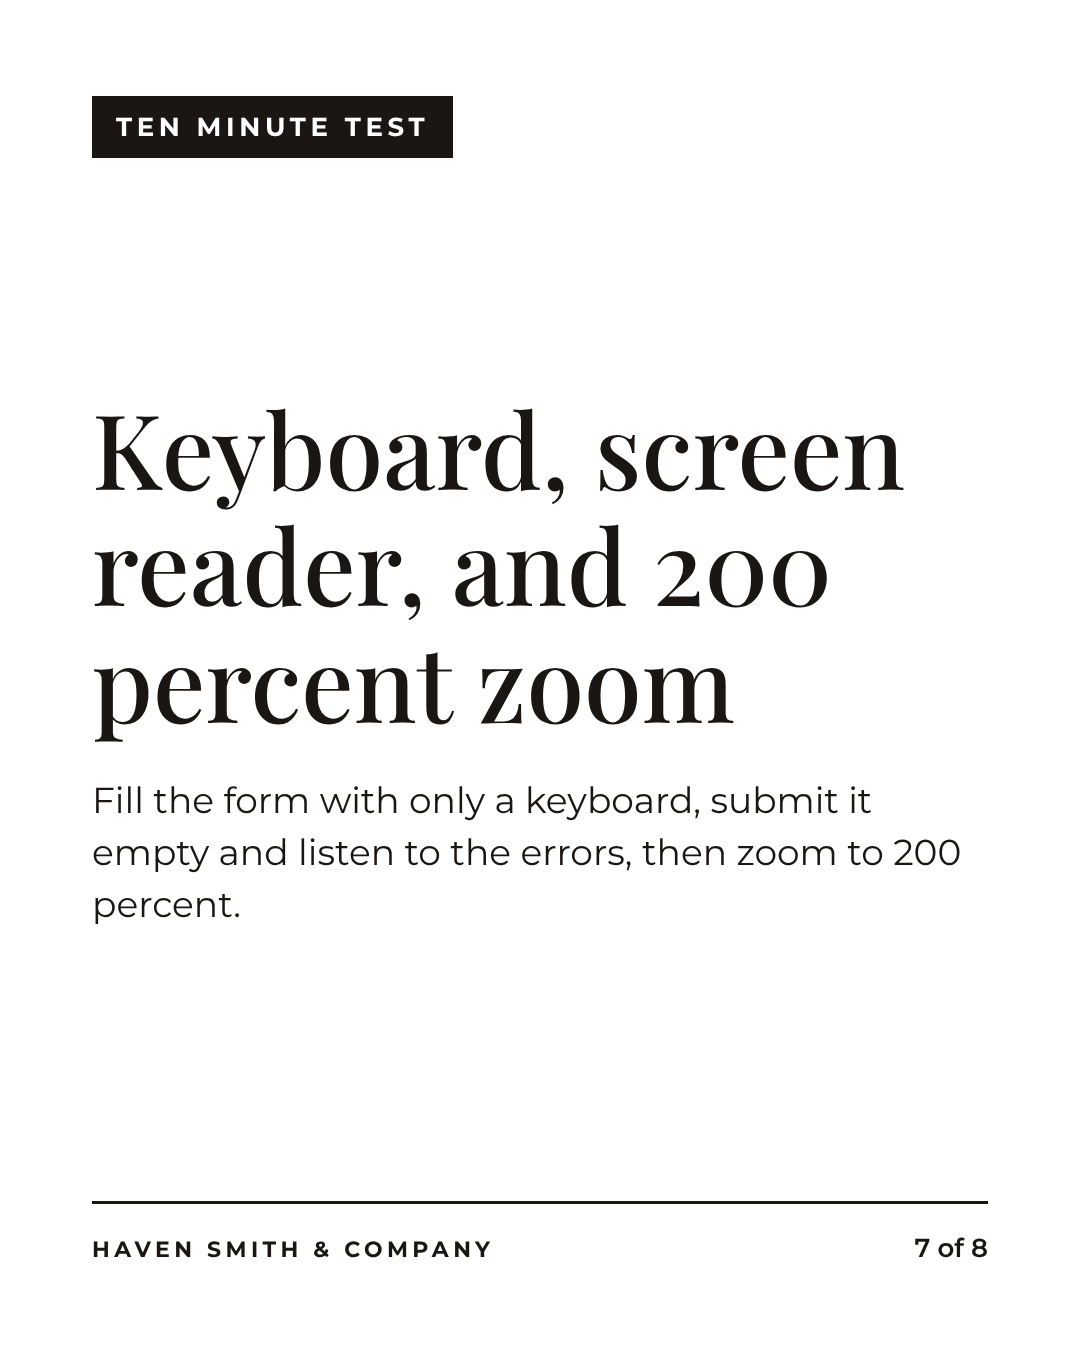 TEN MINUTE TEST
Keyboard, screen
reader, and 200
percent zoom
Fill the form with only a keyboard, submit it
empty and listen to the errors, then zoom to 200
percent.
HAVEN SMITH & COMPANY
7 of 8